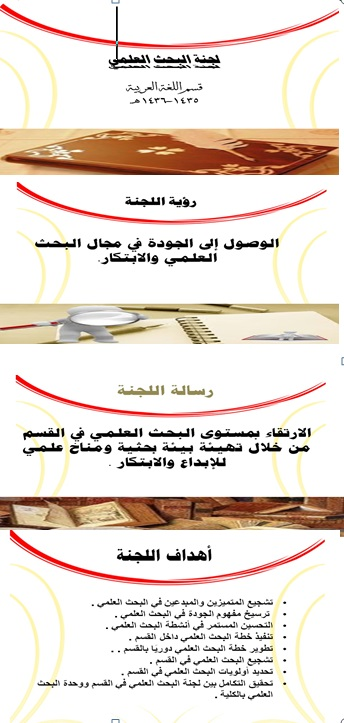 لجنة البحث العلمي
قسم اللغة العربية
١٤٣٥-١٤٣٦هـ
رؤية اللجنة
الوصول إلى الجودة في مجال البحث
العلمي والابتكار.
رسالة اللجنة
الارتقاء بمستوى البحث العلمي في القسم
من خلال تهيئة بيئة بحثية ومناخ علمي
للإبداع والابتكار .
أهداف اللجنة
• تشجيع المتميزين والمبدعين في البحث العلمي .
• ترسيخ مفهوم الجودة في البحث العلمي .
• التحسين المستمر في أنشطة البحث العلمي .
• تنفيذ خطة البحث العلمي داخل القسم .
• تطوير خطة البحث العلمي دوريًا بالقسم . .
• تشجيع البحث العلمي في القسم .
• تحديد أولويات البحث العلمي في القسم .
• تحقيق التكامل بين لجنة البحث العلمي في القسم ووحدة البحث
العلمي بالكلية .